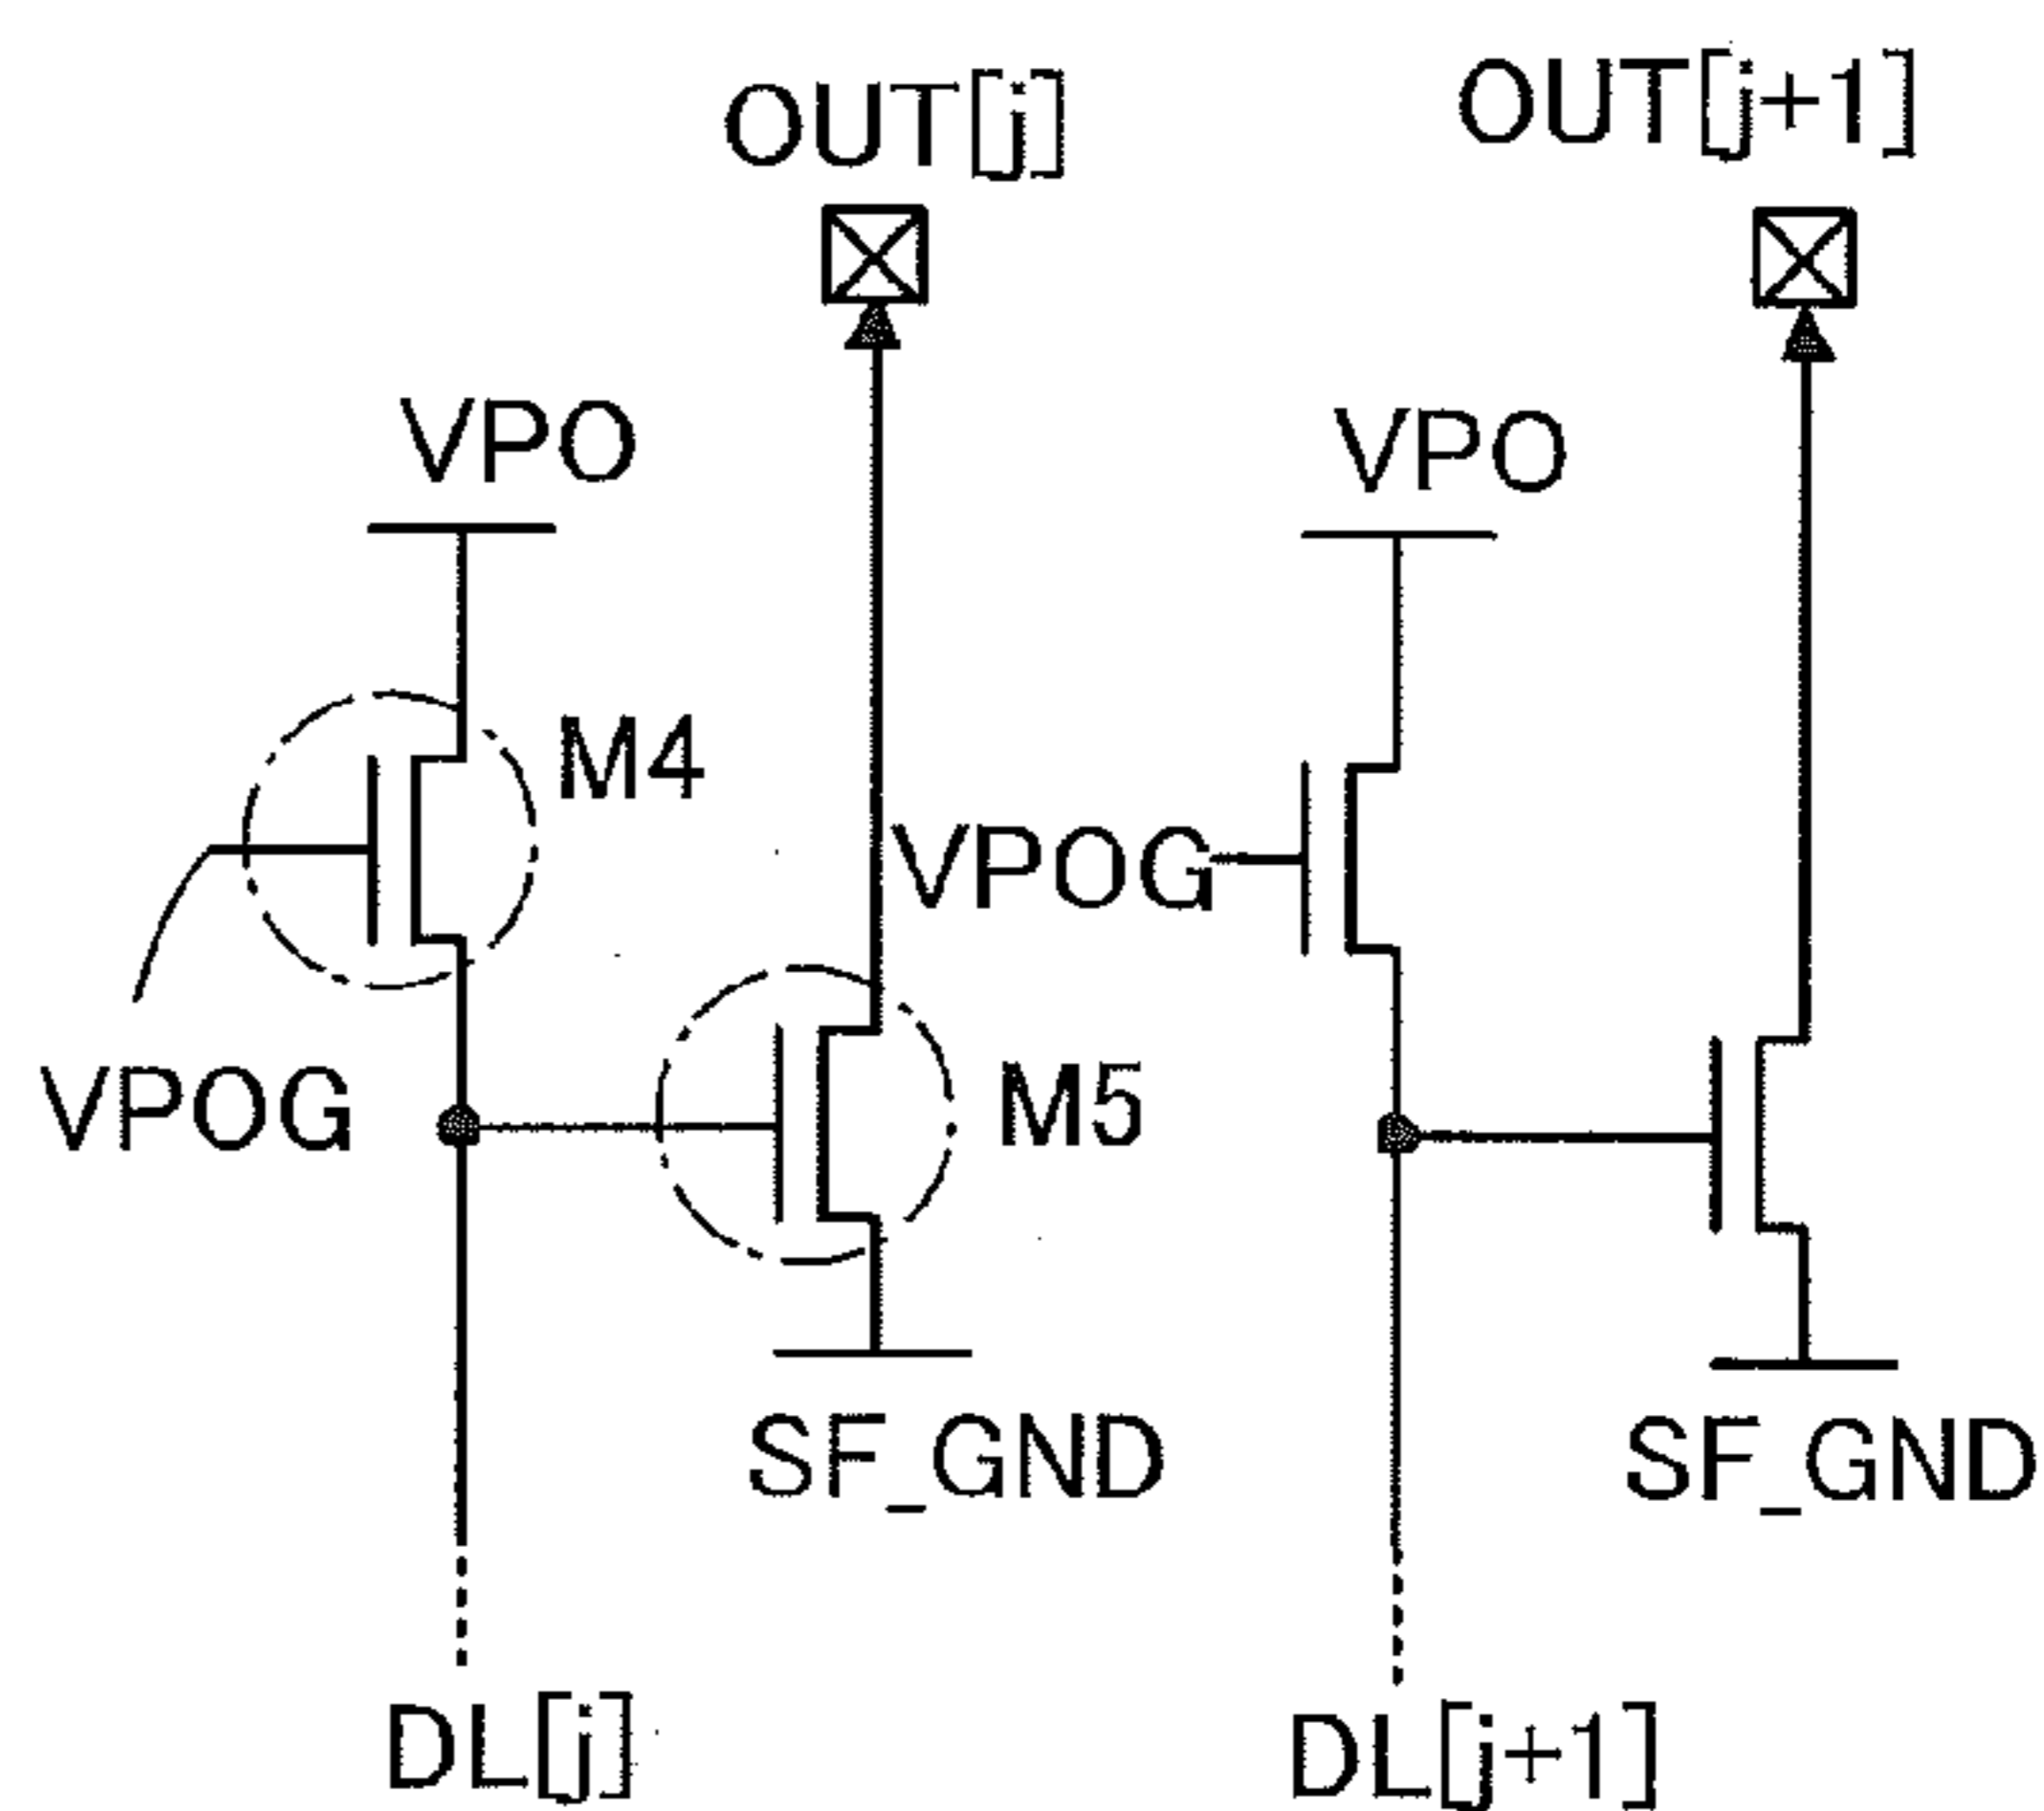 OUT[j]
OUT[j+1]
VPO
VPO
M4
VPOG
VPOG
M5
SF_GND
SF_GND
DL[j]
DL[j+1]